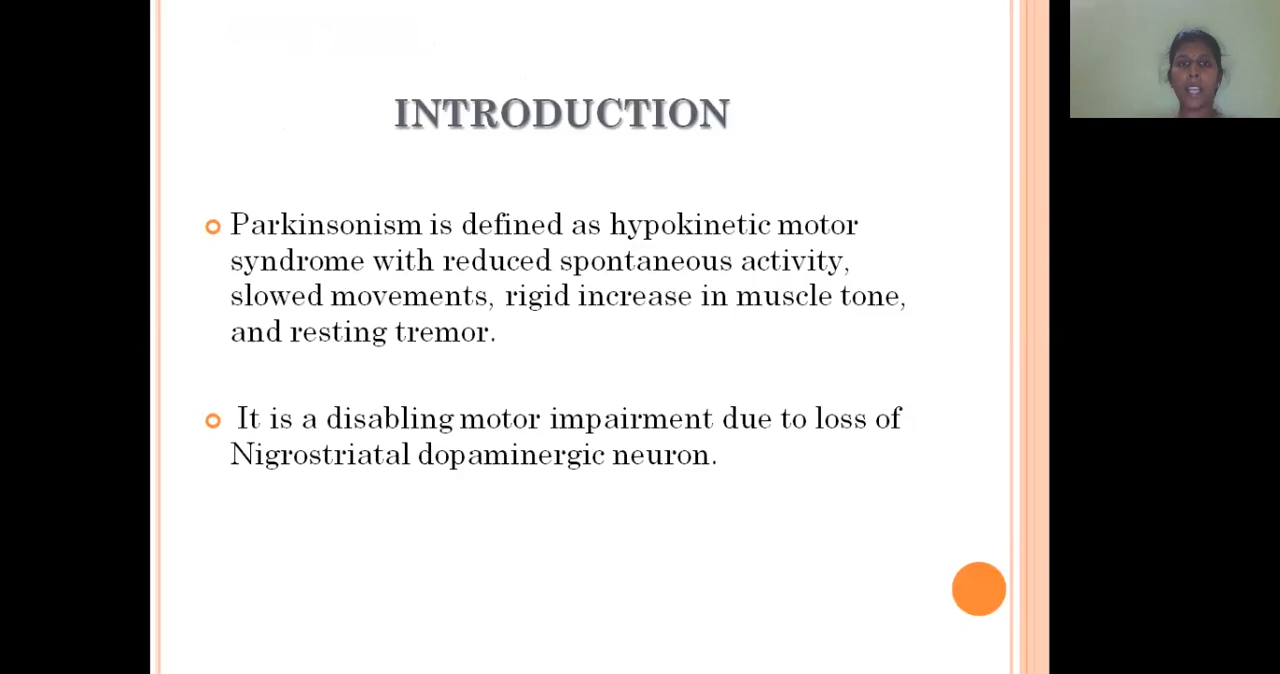 INTRODUCTION
Parkinsonism is defined as hypokinetic motor
syndrome with reduced spontaneous activity,
slowed movements, rigid increase in muscle tone,
and resting tremor.
It is a disabling motor impairment due to loss of
Nigrostriatal dopaminergic neuron.